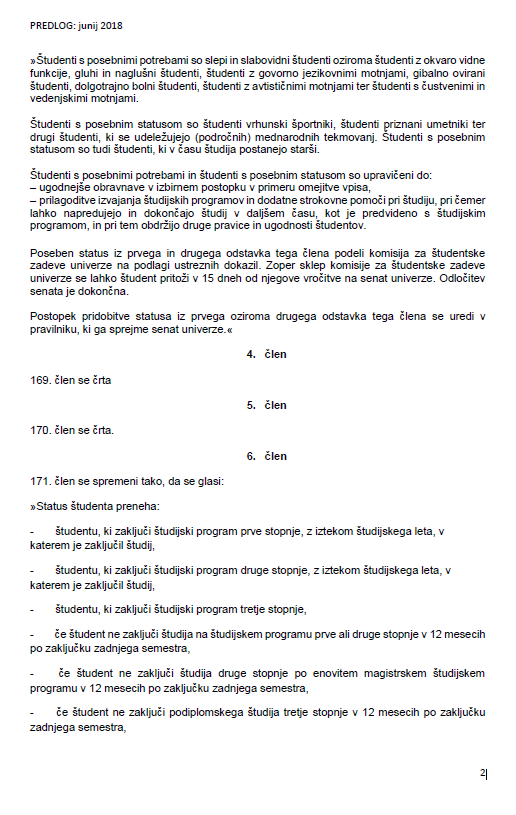 PREDLOG: junij 2018
»Študenti s posebnimi potrebami so slepi in slabovidni študenti oziroma študenti z okvaro vidne
funkcije, gluhi in naglušni študenti, študenti z govorno jezikovnimi motnjami, gibalno ovirani
študenti, dolgotrajno bolni študenti, študenti z avtističnimi motnjami ter študenti s čustvenimi in
vedenjskimi motnjami.
Študenti s posebnim statusom so študenti vrhunski športniki, študenti priznani umetniki ter
drugi študenti, ki se udeležujejo (področnih) mednarodnih tekmovanj. Študenti s posebnim
statusom so tudi študenti, ki v času študija postanejo starši.
Študenti s posebnimi potrebami in študenti s posebnim statusom so upravičeni do:
– ugodnejše obravnave v izbirnem postopku v primeru omejitve vpisa,
– prilagoditve izvajanja študijskih programov in dodatne strokovne pomoči pri študiju, pri čemer
lahko napredujejo in dokončajo študij v daljšem času, kot je predvideno s študijskim
programom, in pri tem obdržijo druge pravice in ugodnosti študentov.
Poseben status iz prvega in drugega odstavka tega člena podeli komisija za študentske
zadeve univerze na podlagi ustreznih dokazil. Zoper sklep komisije za študentske zadeve
univerze se lahko študent pritoži v 15 dneh od njegove vročitve na senat univerze. Odločitev
senata je dokončna.
Postopek pridobitve statusa iz prvega oziroma drugega odstavka tega člena se uredi v
pravilniku, ki ga sprejme senat univerze.«
4. člen
169. člen se črta
5. člen
170. člen se črta.
6. člen
171. člen se spremeni tako, da se glasi:
»Status študenta preneha:
- študentu, ki zaključi študijski program prve stopnje, z iztekom študijskega leta, v
katerem je zaključil študij,
- študentu, ki zaključi študijski program druge stopnje, z iztekom študijskega leta, v
katerem je zaključil študij,
- študentu, ki zaključi študijski program tretje stopnje,
- če študent ne zaključi študija na študijskem programu prve ali druge stopnje v 12 mesecih
po zaključku zadnjega semestra,
- če študent ne zaključi študija druge stopnje po enovitem magistrskem študijskem
programu v 12 mesecih po zaključku zadnjega semestra,
- če študent ne zaključi podiplomskega študija tretje stopnje v 12 mesecih po zaključku
zadnjega semestra,
2